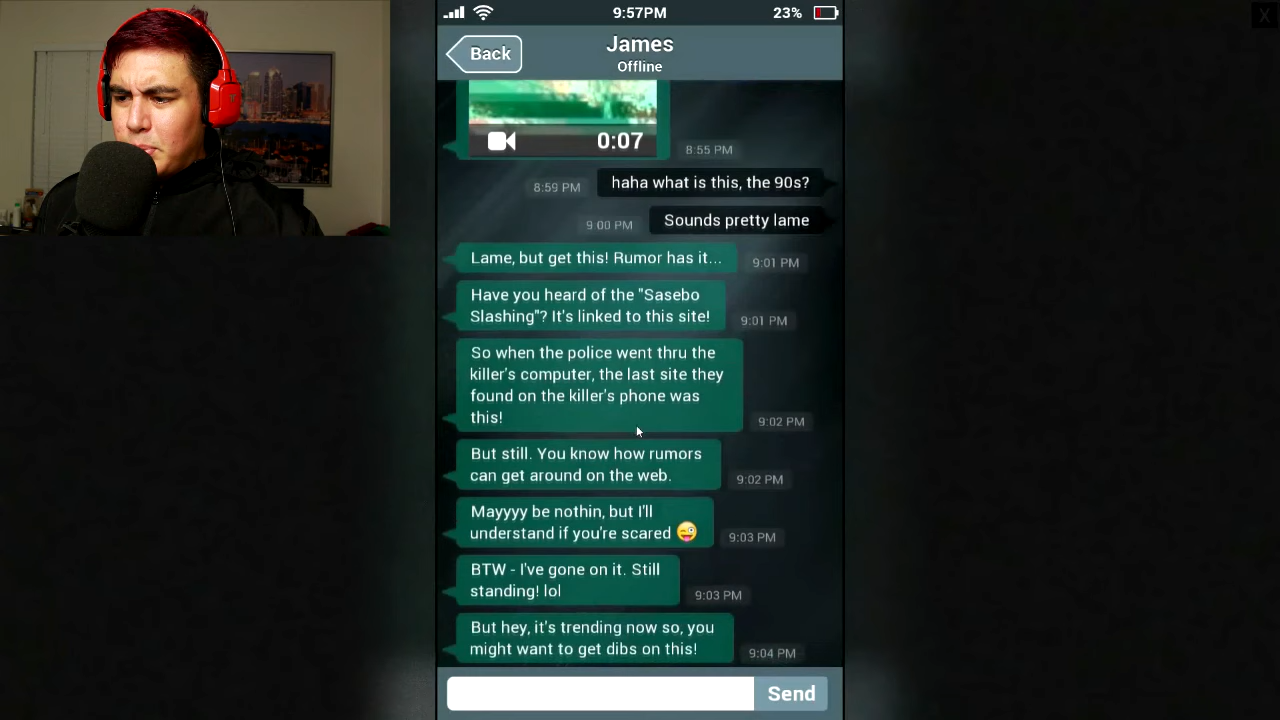 9:57PM
23%
X
Back
James
Offline
0:07
8:55 PM
haha what is this, the 90s?
8:59 PM
Sounds pretty lame
9:00 PM
Lame, but get this! Rumor has it...
9:01 PM
Have you heard of the "Sasebo
Slashing"? It's linked to this site!
9:01 PM
So when the police went thru the
killer's computer, the last site they
found on the killer's phone was
this!
9:02 PM
But still. You know how rumors
can get around on the web.
9:02 PM
Mayyyy be nothin, but I'll
understand if you're scared 😜
9:03 PM
BTW - I've gone on it. Still
standing! lol
9:03 PM
But hey, it's trending now so, you
might want to get dibs on this!
9:04 PM
Send